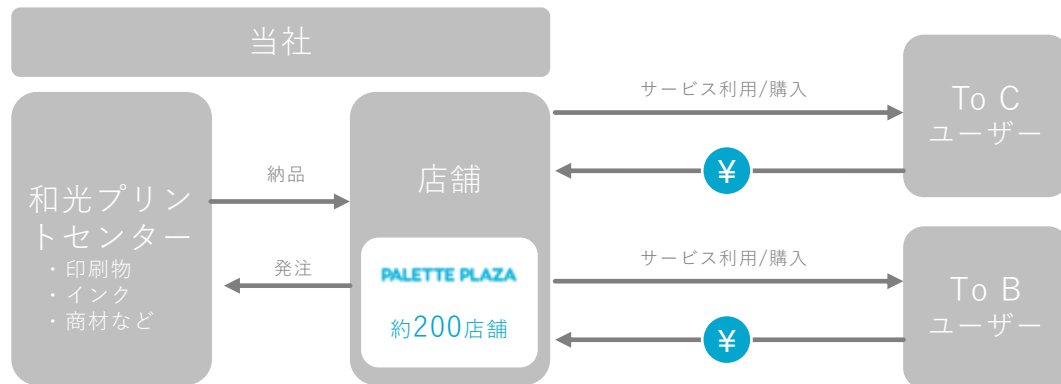 当社
和光プリン
トセンター
・印刷物
・インク
・商材など
納品
発注
店舗
PALETTE PLAZA
約200店舗
サービス利用/購入
¥
サービス利用/購入
¥
To C
ユーザー
To B
ユーザー